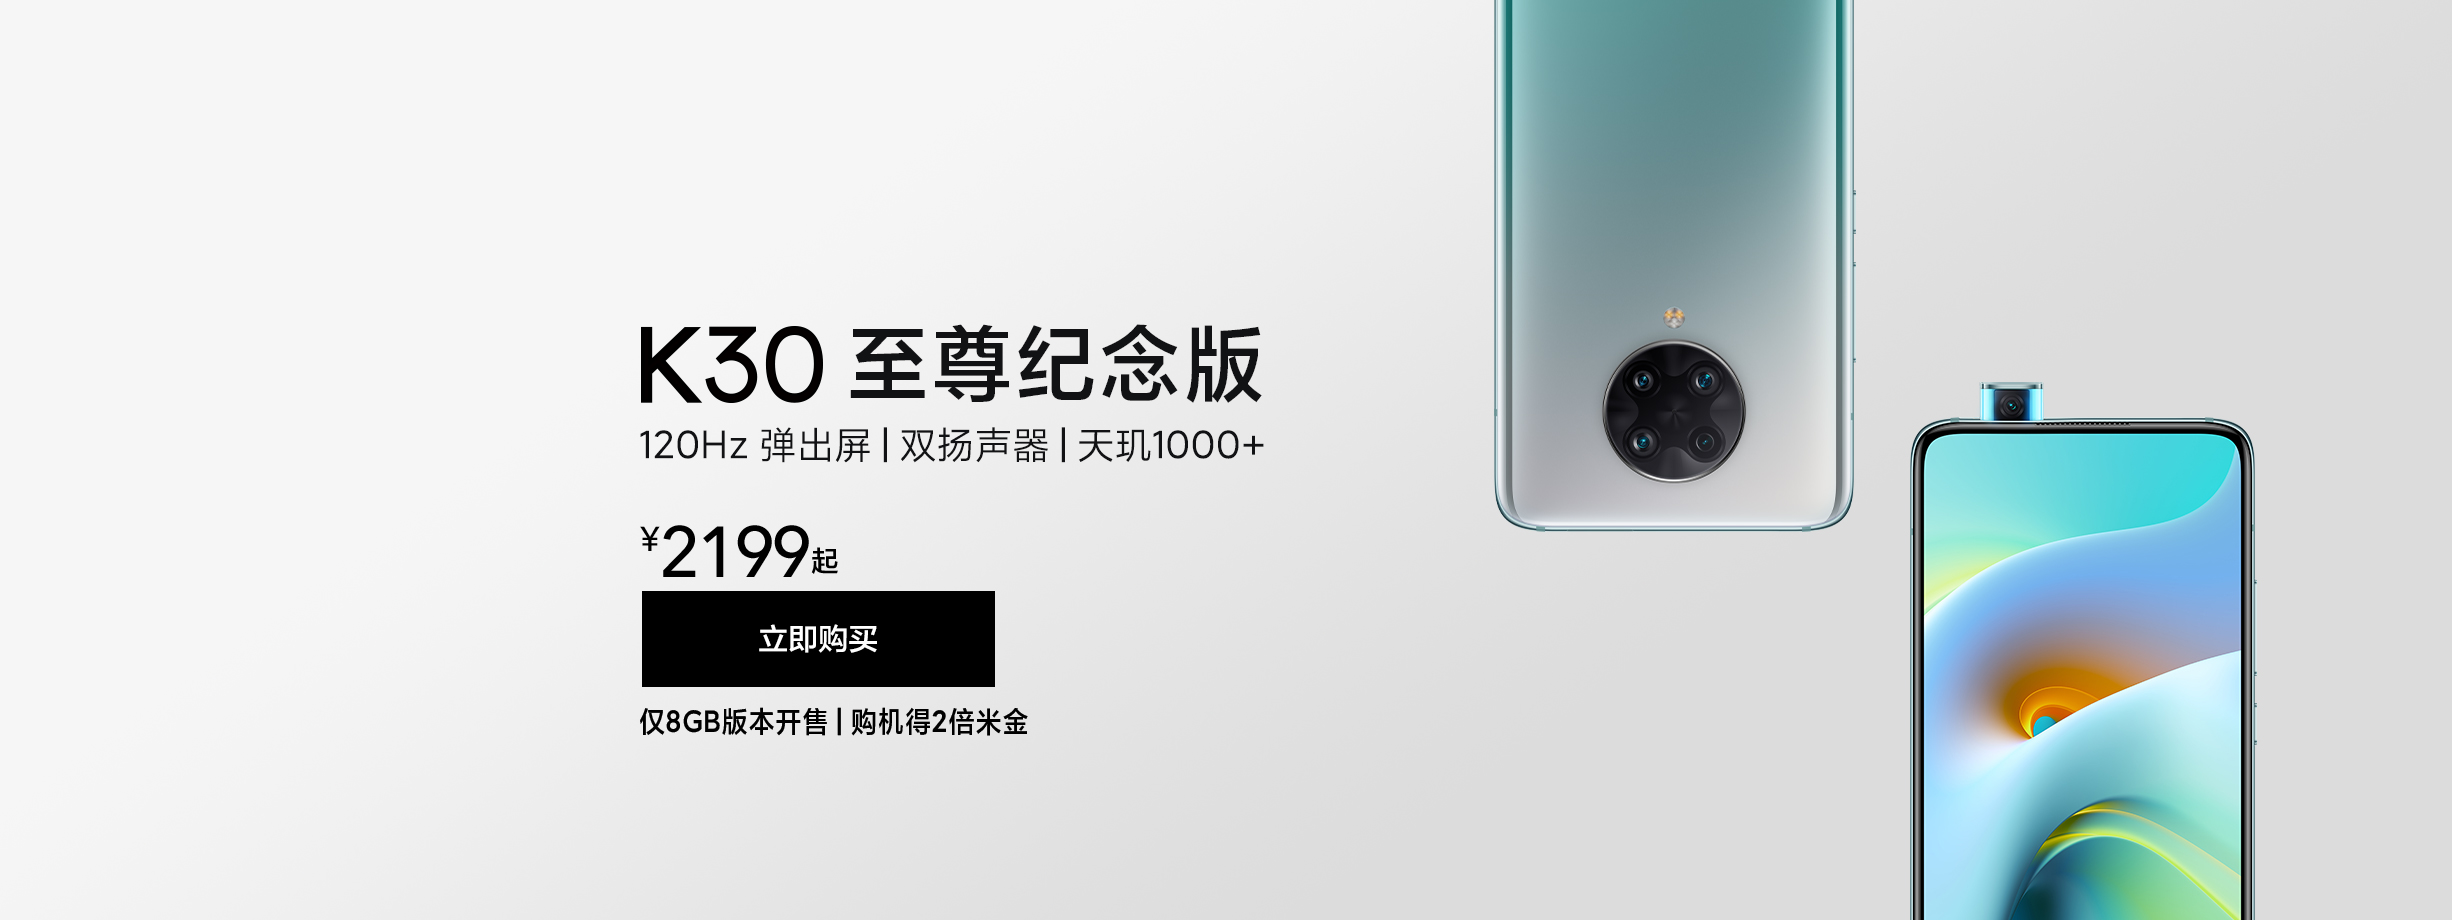 K30 至尊纪念版
120Hz 弹出屏 | 双扬声器 | 天玑1000+
¥2199起
立即购买
仅8GB版本开售 | 购机得2倍米金